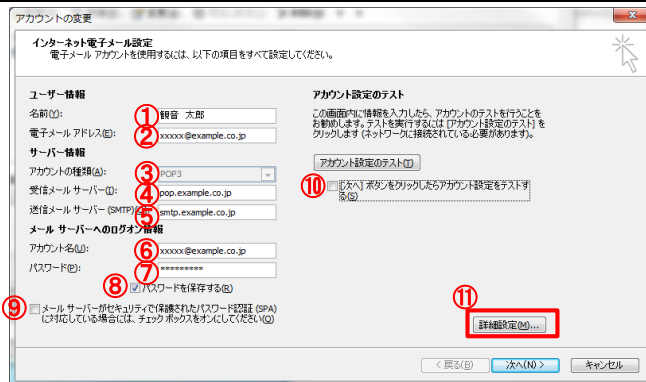 アカウントの変更
インターネット電子メール設定
電子メール アカウントを使用するには、以下の項目をすべて設定してください。
ユーザー情報
名前(Y): ① 観音 太郎
電子メール アドレス(E): ② xxxxx@example.co.jp
サーバー情報
アカウントの種類(A): ③ POP3
受信メール サーバー(I): ④ pop.example.co.jp
送信メール サーバー (SMTP)(O): ⑤ smtp.example.co.jp
メール サーバーへのログオン情報
アカウント名(U): ⑥ xxxxx@example.co.jp
パスワード(P): ⑦ *********
⑧ パスワードを保存する(R)
⑨ メール サーバーがセキュリティで保護されたパスワード認証 (SPA)
に対応している場合には、チェック ボックスをオンにしてください(Q)
アカウント設定のテスト
この画面内に情報を入力したら、アカウントのテストを行うことを
お勧めします。テストを実行するには [アカウント設定のテスト] を
クリックします (ネットワークに接続されている必要があります)。
アカウント設定のテスト(T)
⑩ [次へ] ボタンをクリックしたらアカウント設定をテストす
る(S)
⑪
詳細設定(M)...
< 戻る(B) 次へ(N) > キャンセル